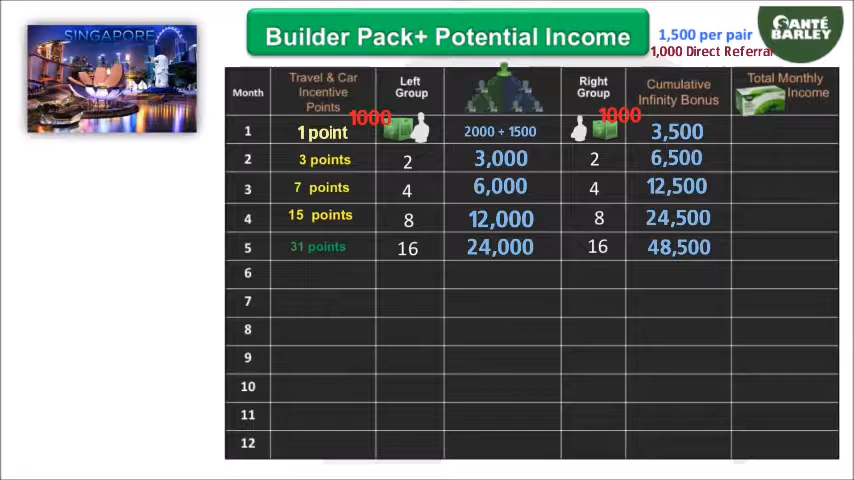 SINGAPORE
Builder Pack+ Potential Income
1,500 per pair
1,000 Direct Referral
SANTÉ
BARLEY
Month
Travel & Car
Incentive
Points
Left
Group
Right
Group
Cumulative
Infinity Bonus
Total Monthly
Income
1 1 point 1000 2000 + 1500 1000 3,500
2 3 points 2 3,000 2 6,500
3 7 points 4 6,000 4 12,500
4 15 points 8 12,000 8 24,500
5 31 points 16 24,000 16 48,500
6
7
8
9
10
11
12